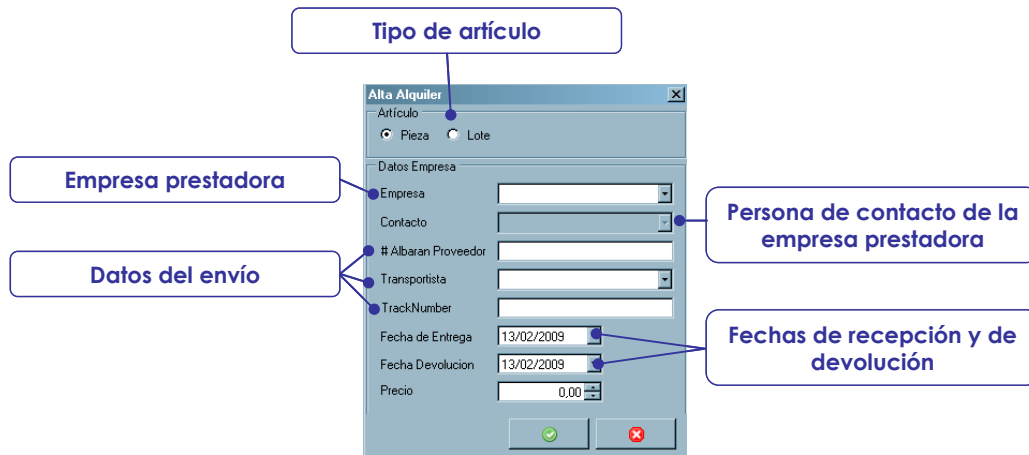 Tipo de artículo
Alta Alquiler
Artículo
Pieza Lote
Datos Empresa
Empresa prestadora
Empresa
Contacto
Persona de contacto de la
empresa prestadora
# Albaran Proveedor
Datos del envío
Transportista
TrackNumber
Fecha de Entrega 13/02/2009
Fechas de recepción y de
devolución
Fecha Devolucion 13/02/2009
Precio 0,00